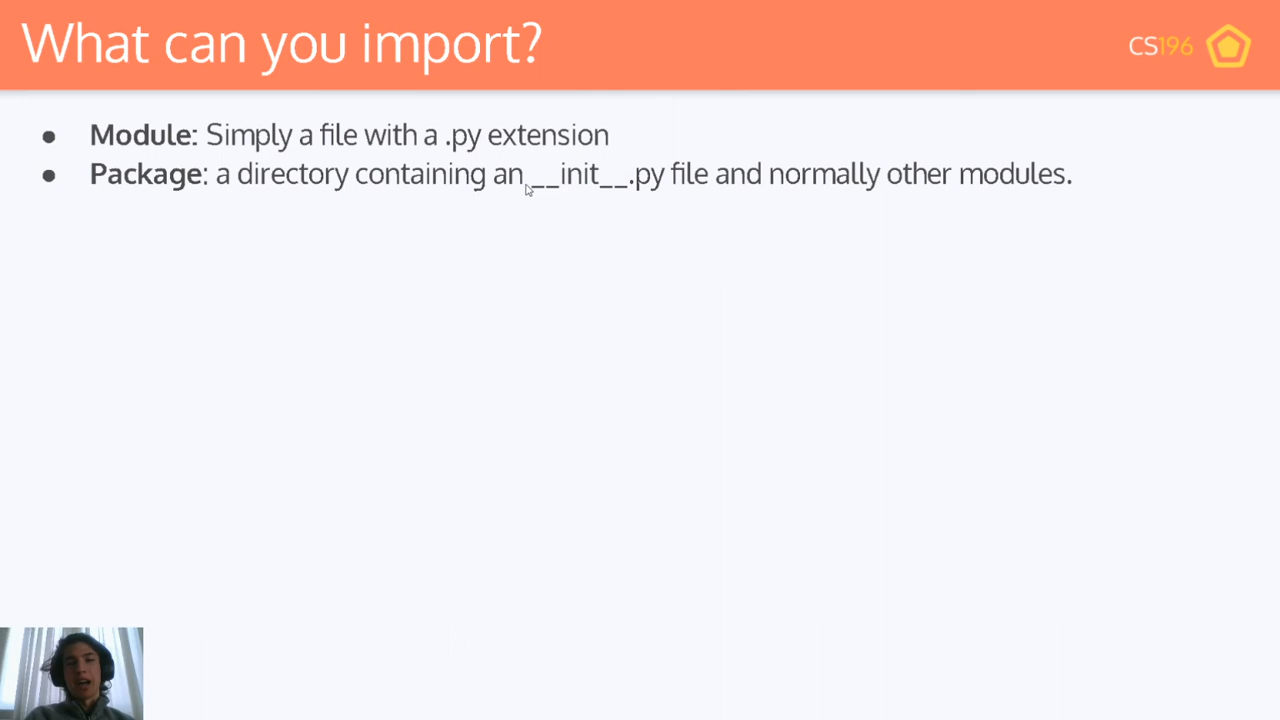 What can you import?
CS196
● Module: Simply a file with a .py extension
● Package: a directory containing an __init__.py file and normally other modules.